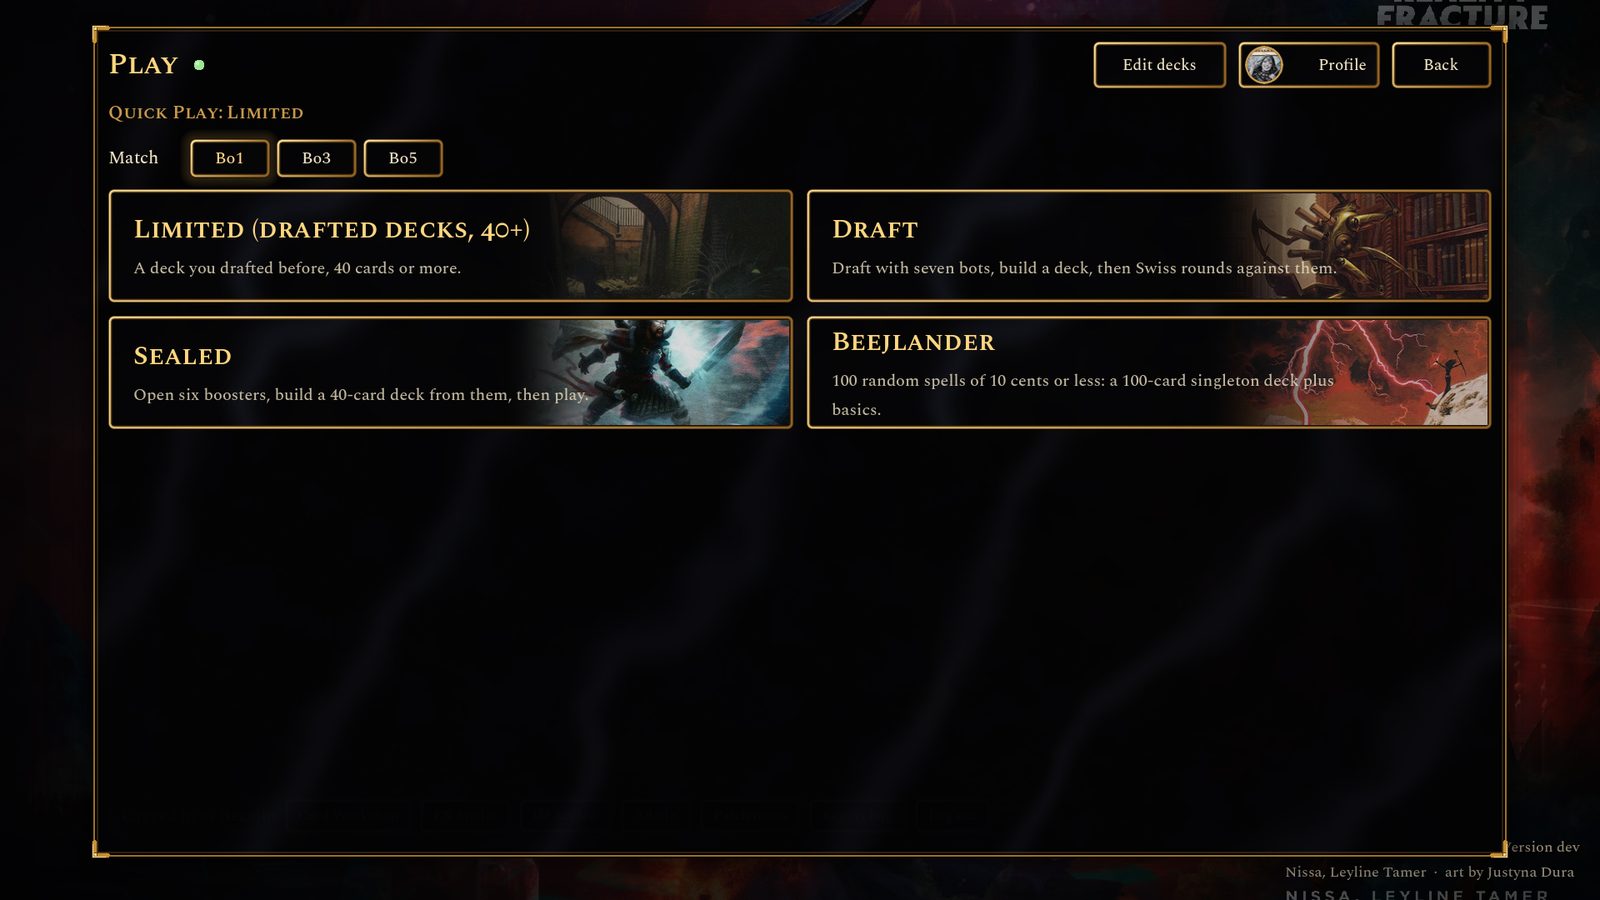 FRACTURE
Play
Edit decks
Profile
Back
Quick Play: Limited
Match
Bo1
Bo3
Bo5
Limited (drafted decks, 40+)
A deck you drafted before, 40 cards or more.
Draft
Draft with seven bots, build a deck, then Swiss rounds against them.
Sealed
Open six boosters, build a 40-card deck from them, then play.
Beejlander
100 random spells of 10 cents or less: a 100-card singleton deck plus
basics.
Version dev
Nissa, Leyline Tamer · art by Justyna Dura
NISSA, LEYLINE TAMER